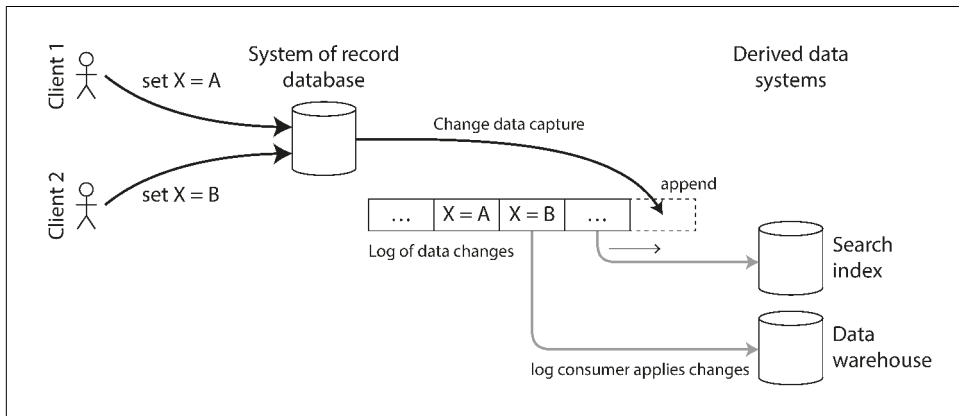 Client 1
set X = A
System of record
database
Derived data
systems
Change data capture
Client 2
set X = B
append
...
X = A
X = B
...
Log of data changes
Search
index
Data
warehouse
log consumer applies changes